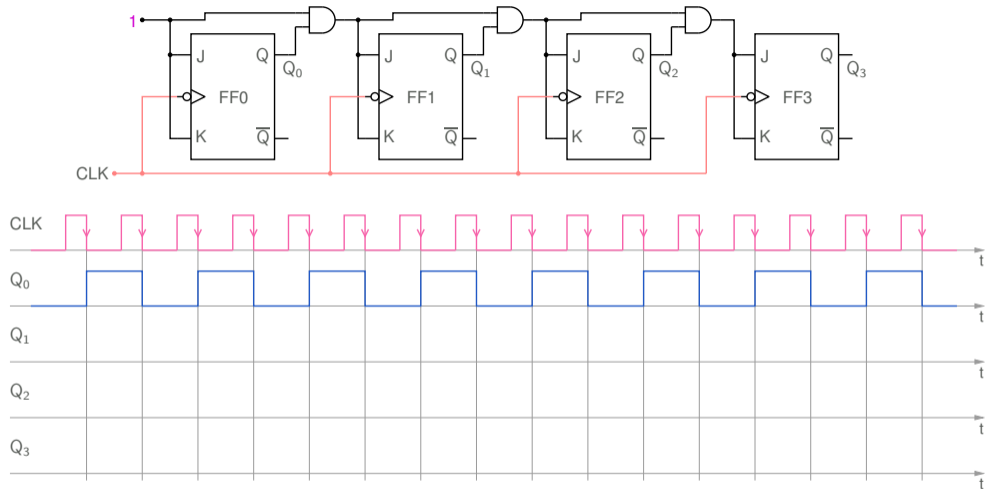 1
J Q J Q J Q J Q
Q₀ Q₁ Q₂ Q₃
FF0 FF1 FF2 FF3
K Q̅ K Q̅ K Q̅ K Q̅
CLK
CLK
t
Q₀
t
Q₁
t
Q₂
t
Q₃
t